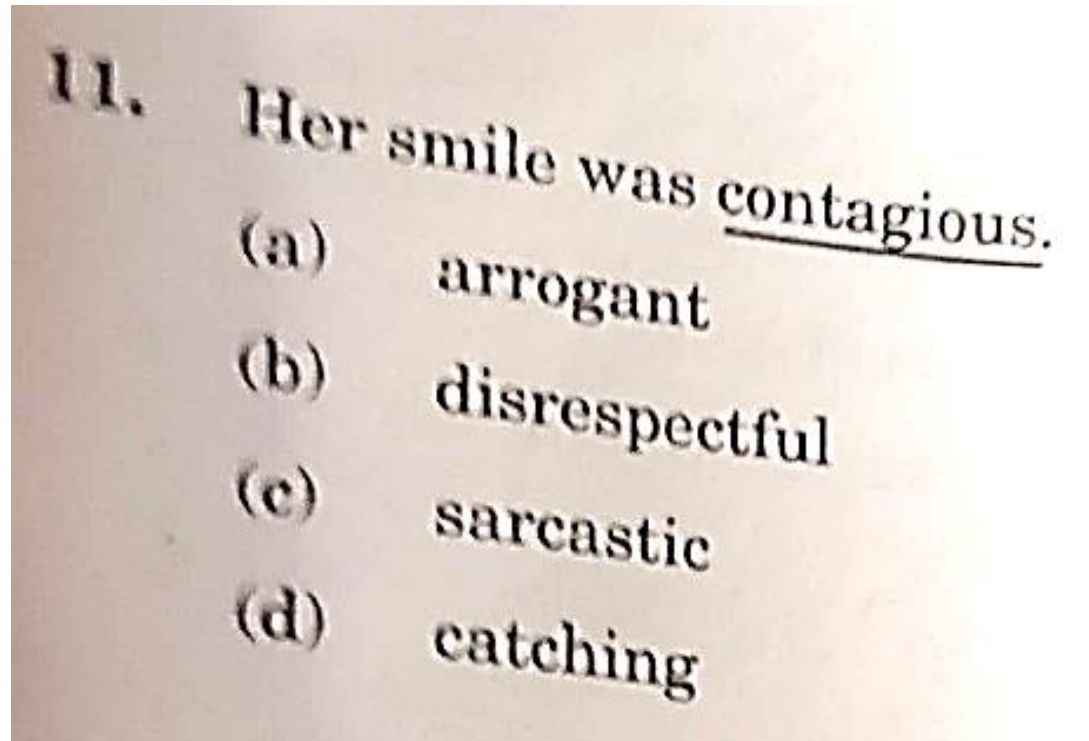 11. Her smile was contagious.
(a) arrogant
(b) disrespectful
(c) sarcastic
(d) catching